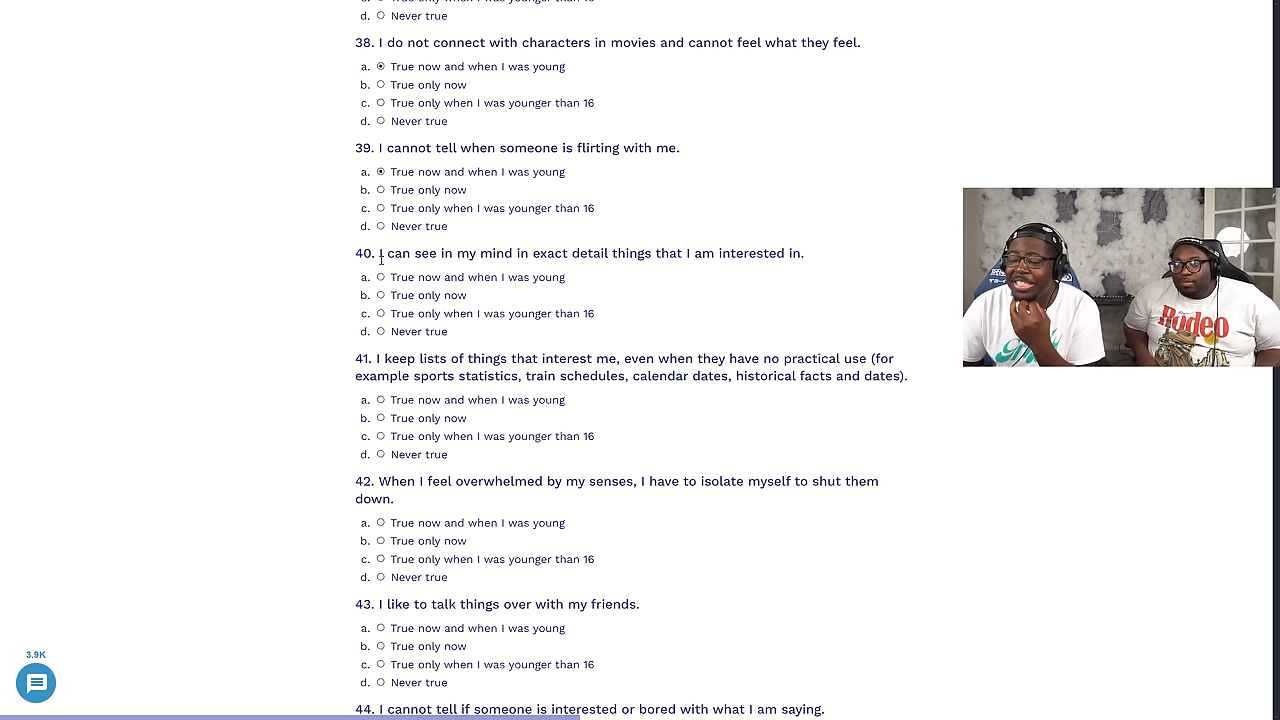 d. Never true
38. I do not connect with characters in movies and cannot feel what they feel.
a. True now and when I was young
b. True only now
c. True only when I was younger than 16
d. Never true
39. I cannot tell when someone is flirting with me.
a. True now and when I was young
b. True only now
c. True only when I was younger than 16
d. Never true
40. I can see in my mind in exact detail things that I am interested in.
a. True now and when I was young
b. True only now
c. True only when I was younger than 16
d. Never true
Rodeo
41. I keep lists of things that interest me, even when they have no practical use (for
example sports statistics, train schedules, calendar dates, historical facts and dates).
a. True now and when I was young
b. True only now
c. True only when I was younger than 16
d. Never true
42. When I feel overwhelmed by my senses, I have to isolate myself to shut them
down.
a. True now and when I was young
b. True only now
c. True only when I was younger than 16
d. Never true
43. I like to talk things over with my friends.
a. True now and when I was young
b. True only now
c. True only when I was younger than 16
d. Never true
3.9K
44. I cannot tell if someone is interested or bored with what I am saying.